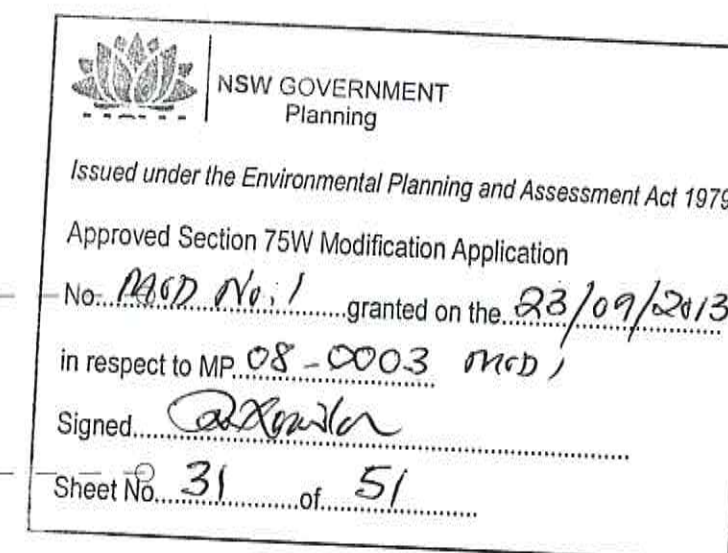 NSW GOVERNMENT
Planning
Issued under the Environmental Planning and Assessment Act 1979
Approved Section 75W Modification Application
No. MOD No. 1 granted on the 23/09/2013
in respect to MP 08-0003 MOD 1
Signed
Sheet No. 31 of 51